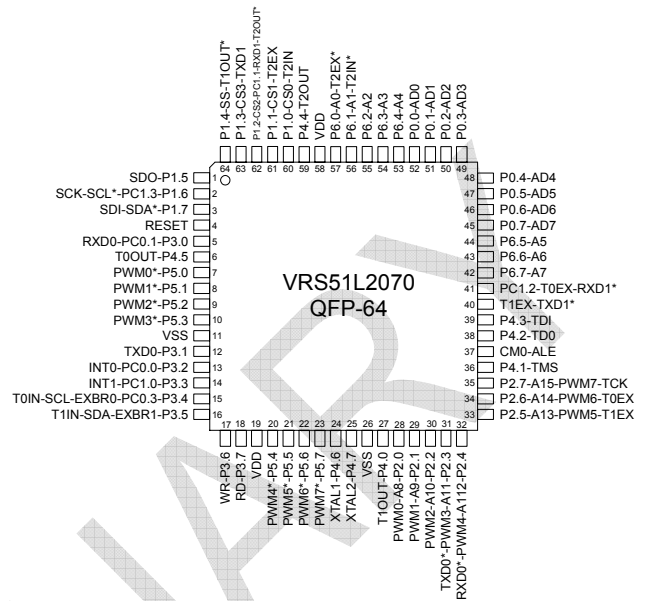 P1.4-SS-T1OUT*
P1.3-CS3-TXD1
P1.2-CS2-PC1.1-RXD1-T2OUT*
P1.1-CS1-T2EX
P1.0-CS0-T2IN
P4.4-T2OUT
VDD
P6.0-A0-T2EX*
P6.1-A1-T2IN*
P6.2-A2
P6.3-A3
P6.4-A4
P0.0-AD0
P0.1-AD1
P0.2-AD2
P0.3-AD3
64 63 62 61 60 59 58 57 56 55 54 53 52 51 50 49
SDO-P1.5 1
SCK-SCL*-PC1.3-P1.6 2
SDI-SDA*-P1.7 3
RESET 4
RXD0-PC0.1-P3.0 5
T0OUT-P4.5 6
PWM0*-P5.0 7
PWM1*-P5.1 8
PWM2*-P5.2 9
PWM3*-P5.3 10
VSS 11
TXD0-P3.1 12
INT0-PC0.0-P3.2 13
INT1-PC1.0-P3.3 14
T0IN-SCL-EXBR0-PC0.3-P3.4 15
T1IN-SDA-EXBR1-P3.5 16
VRS51L2070
QFP-64
48 P0.4-AD4
47 P0.5-AD5
46 P0.6-AD6
45 P0.7-AD7
44 P6.5-A5
43 P6.6-A6
42 P6.7-A7
41 PC1.2-T0EX-RXD1*
40 T1EX-TXD1*
39 P4.3-TDI
38 P4.2-TD0
37 CM0-ALE
36 P4.1-TMS
35 P2.7-A15-PWM7-TCK
34 P2.6-A14-PWM6-T0EX
33 P2.5-A13-PWM5-T1EX
17 18 19 20 21 22 23 24 25 26 27 28 29 30 31 32
WR-P3.6
RD-P3.7
VDD
PWM4*-P5.4
PWM5*-P5.5
PWM6*-P5.6
PWM7*-P5.7
XTAL1-P4.6
XTAL2-P4.7
VSS
T1OUT-P4.0
PWM0-A8-P2.0
PWM1-A9-P2.1
PWM2-A10-P2.2
TXD0*-PWM3-A11-P2.3
RXD0*-PWM4-A112-P2.4